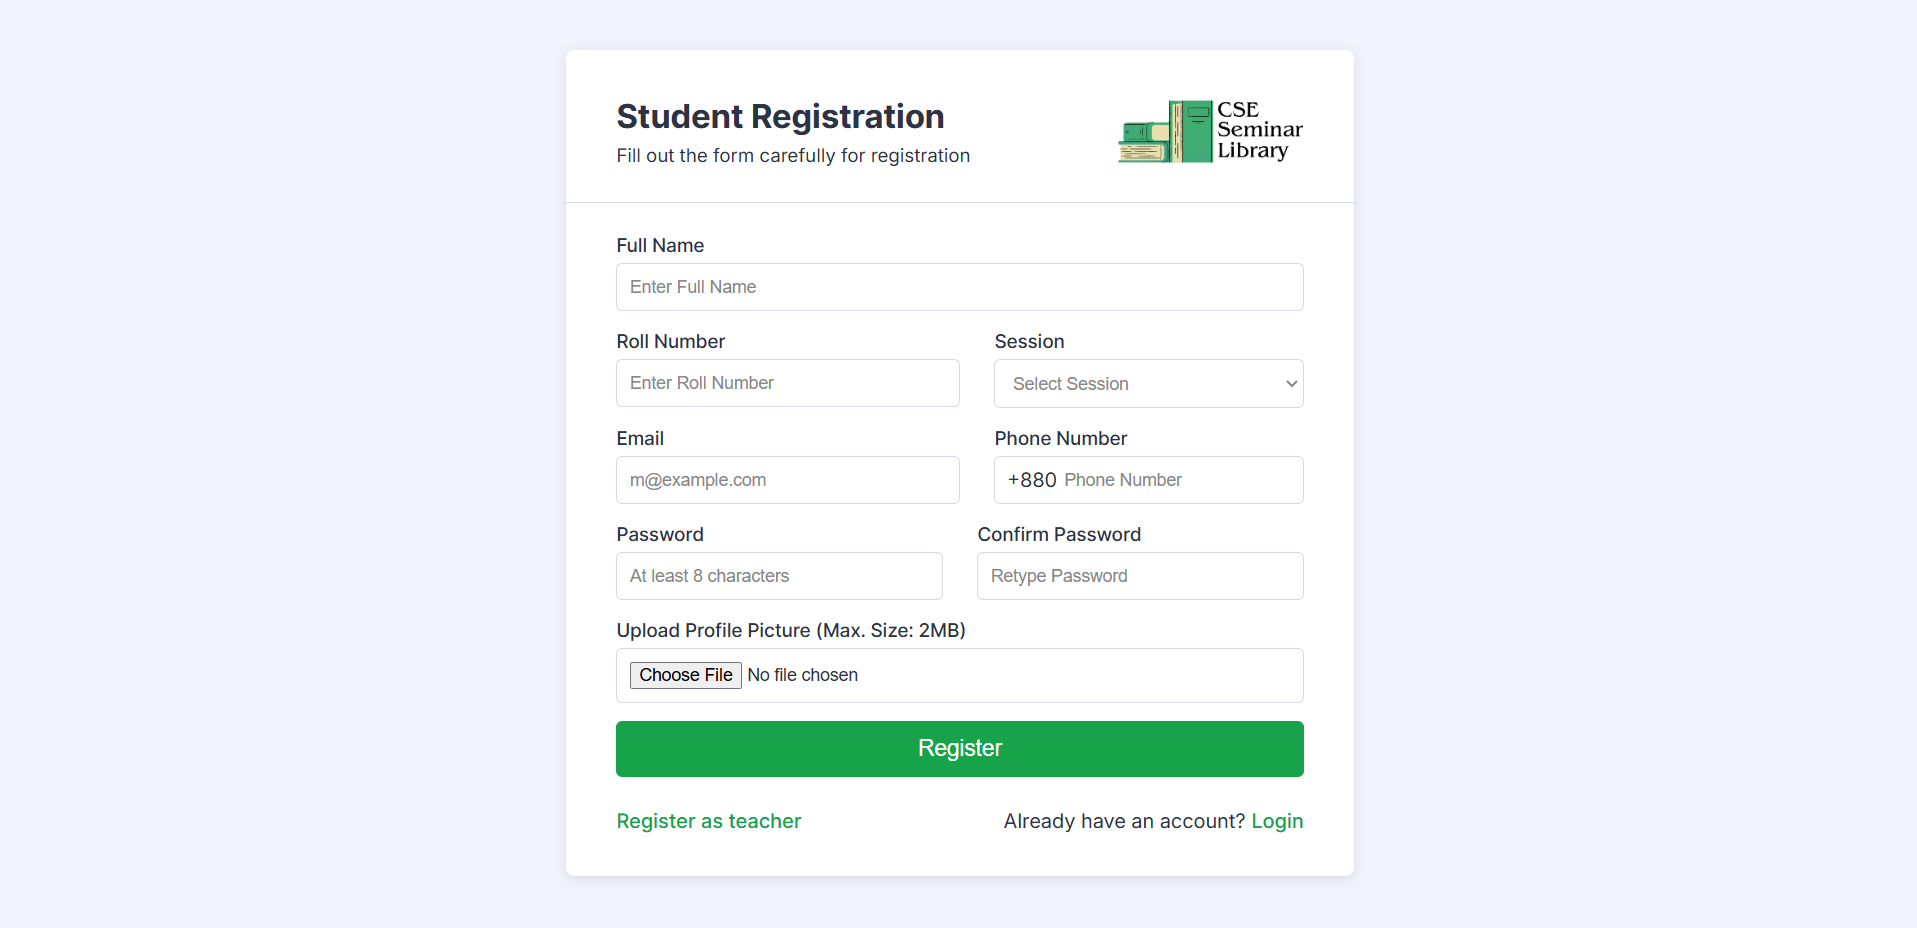 Student Registration
Fill out the form carefully for registration
CSE
Seminar
Library
Full Name
Enter Full Name
Roll Number
Session
Enter Roll Number
Select Session
Email
Phone Number
m@example.com
+880 Phone Number
Password
Confirm Password
At least 8 characters
Retype Password
Upload Profile Picture (Max. Size: 2MB)
Choose File No file chosen
Register
Register as teacher
Already have an account? Login